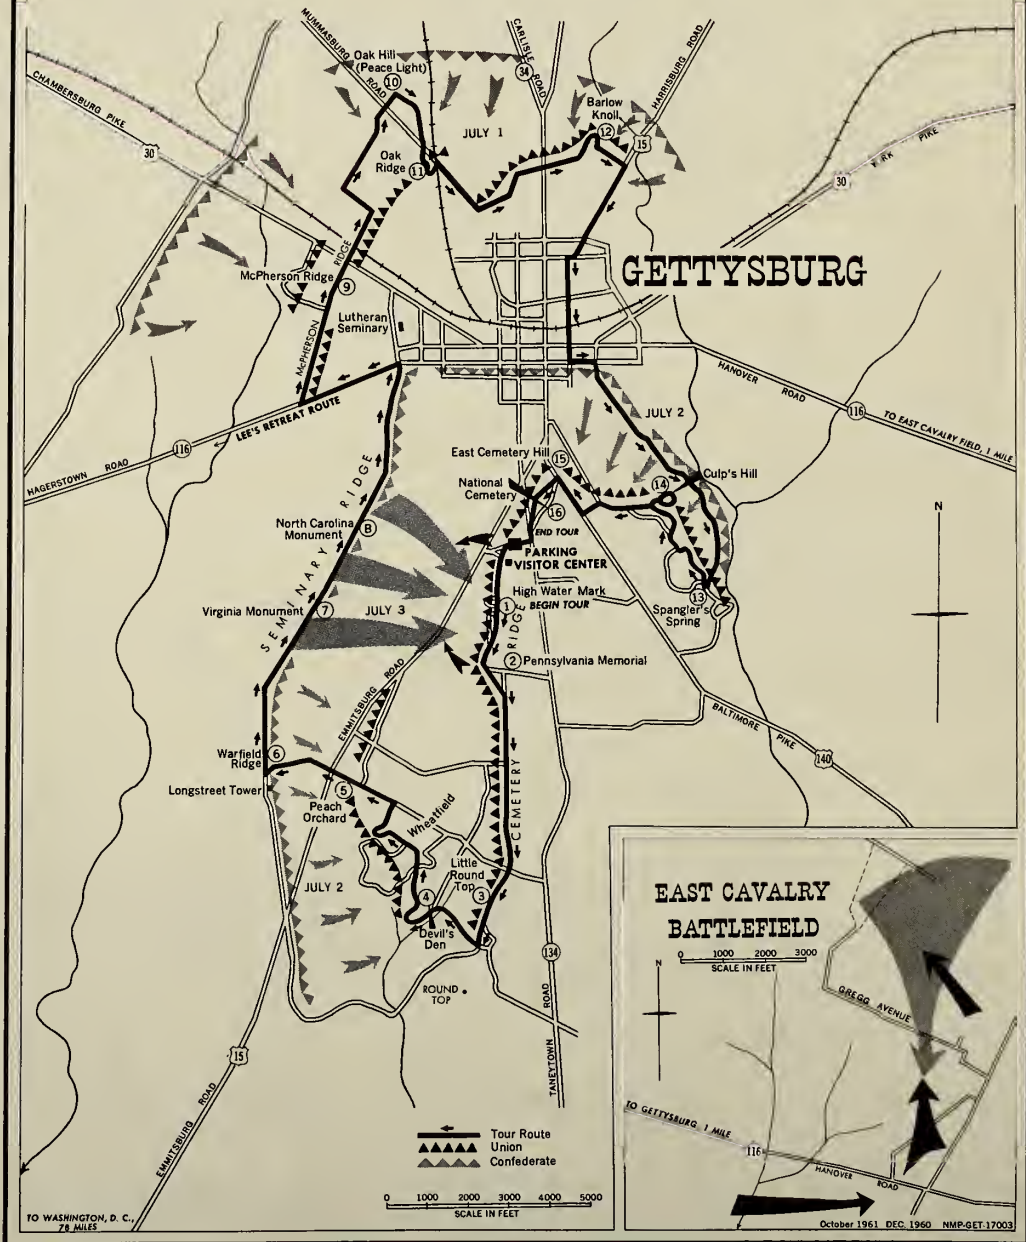 MUMMASBURG
ROAD
CARLISLE
ROAD
34
HARRISBURG ROAD
Oak Hill
(Peace Light)
10
CHAMBERSBURG
PIKE
30
JULY 1
Barlow
Knoll
12
15
Oak
Ridge
11
PIKE
30
GETTYSBURG
McPherson Ridge
9
McPHERSON
RIDGE
Lutheran
Seminary
HANOVER
ROAD
116
TO EAST CAVALRY FIELD, 1 MILE
LEE'S RETREAT ROUTE
116
HAGERSTOWN
ROAD
JULY 2
East Cemetery Hill
15
National
Cemetery
14
Culp's Hill
16
END TOUR
PARKING
VISITOR CENTER
North Carolina
Monument
8
SEMINARY
RIDGE
High Water Mark
1
BEGIN TOUR
13
Spangler's
Spring
Virginia Monument
7
JULY 3
2
Pennsylvania Memorial
CEMETERY
RIDGE
EMMITSBURG
ROAD
BALTIMORE
PIKE
140
N
Warfield
Ridge
6
Longstreet Tower
5
Peach
Orchard
Wheatfield
Little
Round
Top
3
JULY 2
4
Devil's
Den
ROUND
TOP
134
TANEYTOWN
ROAD
15
EMMITSBURG
ROAD
Tour Route
Union
Confederate
0 1000 2000 3000 4000 5000
SCALE IN FEET
TO WASHINGTON, D. C.,
78 MILES
EAST CAVALRY
BATTLEFIELD
0 1000 2000 3000
SCALE IN FEET
N
GREGG AVENUE
TO GETTYSBURG 1 MILE
116
HANOVER
ROAD
October 1961 DEC. 1960 NMP-GET-17003